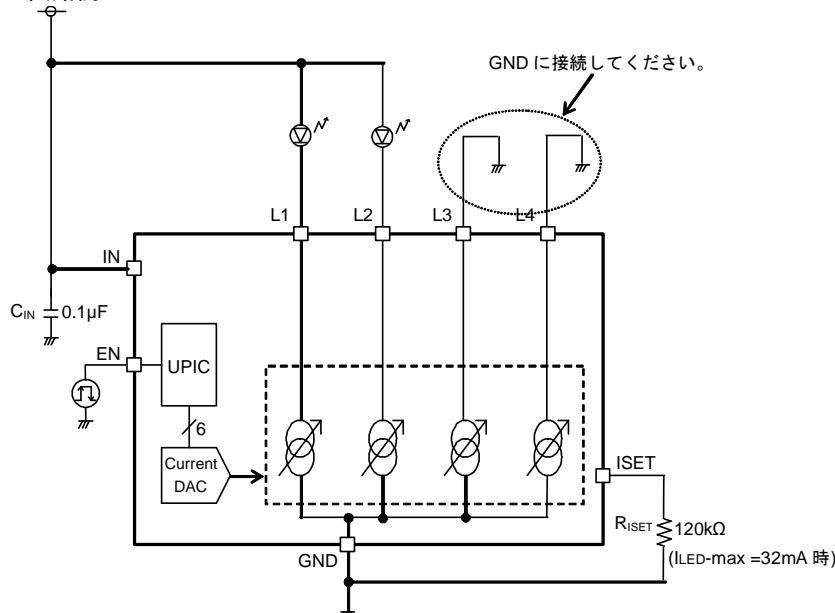 GND に接続してください。
L1
L2
L3
L4
IN
CIN
0.1μF
EN
UPIC
6
Current
DAC
ISET
RISET
120kΩ
(ILED-max =32mA 時)
GND